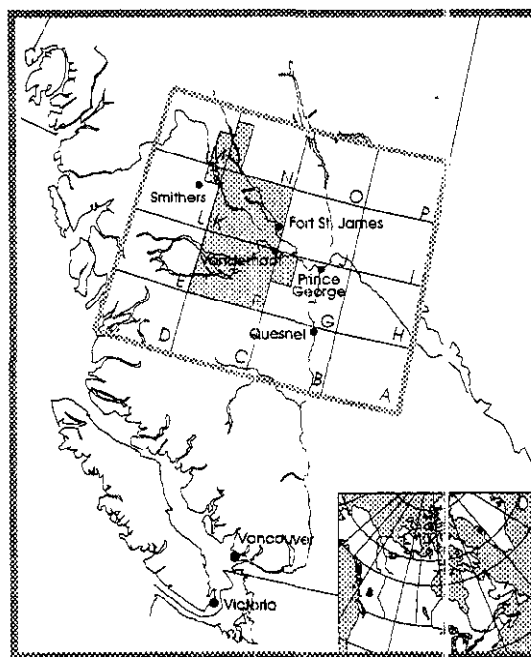 M
N
O
P
Smithers
L
K
Fort St. James
Vanderhoof
I
Prince
George
E
F
G
H
Quesnel
D
C
B
A
Vancouver
Victoria